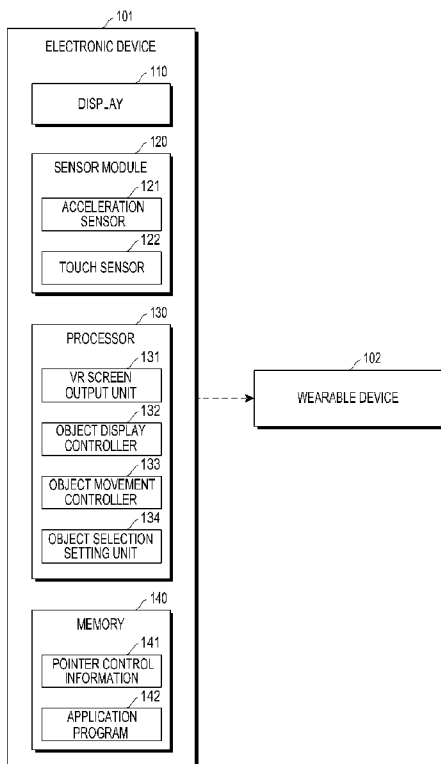 101
ELECTRONIC DEVICE
110
DISPLAY
120
SENSOR MODULE
121
ACCELERATION
SENSOR
122
TOUCH SENSOR
130
PROCESSOR
131
VR SCREEN
OUTPUT UNIT
132
OBJECT DISPLAY
CONTROLLER
133
OBJECT MOVEMENT
CONTROLLER
134
OBJECT SELECTION
SETTING UNIT
140
MEMORY
141
POINTER CONTROL
INFORMATION
142
APPLICATION
PROGRAM
102
WEARABLE DEVICE